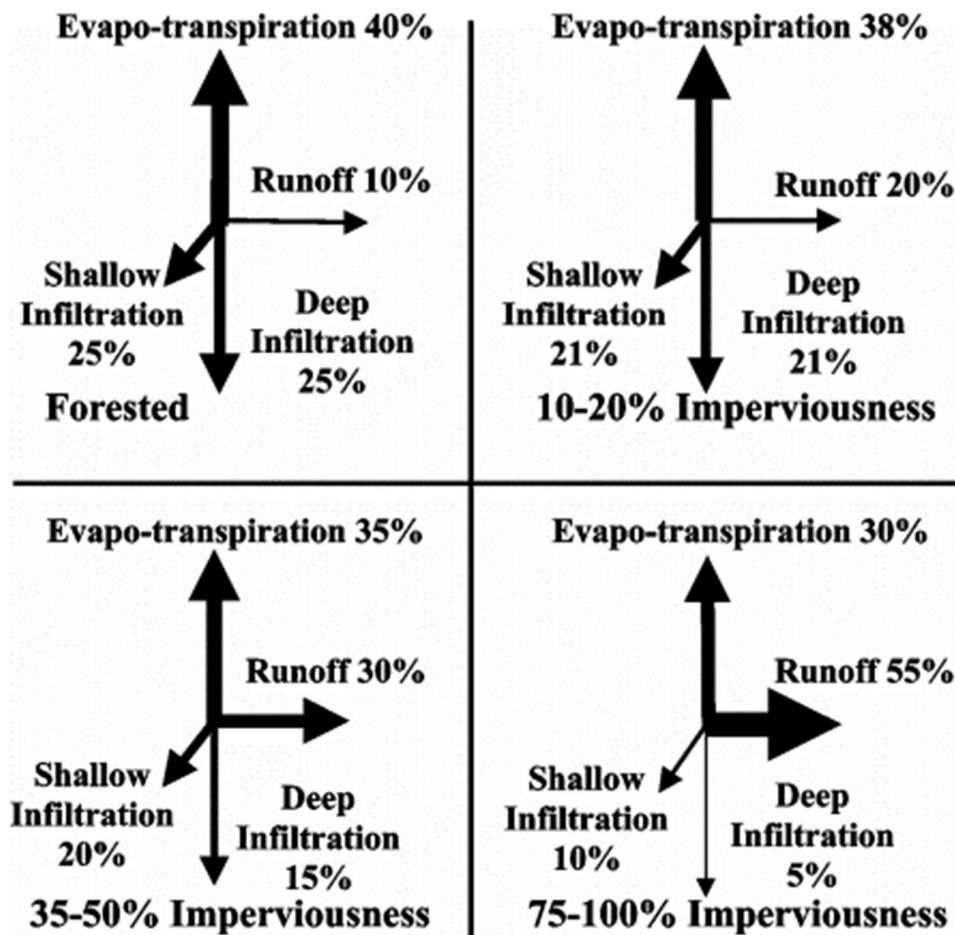 Evapo-transpiration 40%
Runoff 10%
Shallow
Infiltration
25%
Deep
Infiltration
25%
Forested
Evapo-transpiration 38%
Runoff 20%
Shallow
Infiltration
21%
Deep
Infiltration
21%
10-20% Imperviousness
Evapo-transpiration 35%
Runoff 30%
Shallow
Infiltration
20%
Deep
Infiltration
15%
35-50% Imperviousness
Evapo-transpiration 30%
Runoff 55%
Shallow
Infiltration
10%
Deep
Infiltration
5%
75-100% Imperviousness